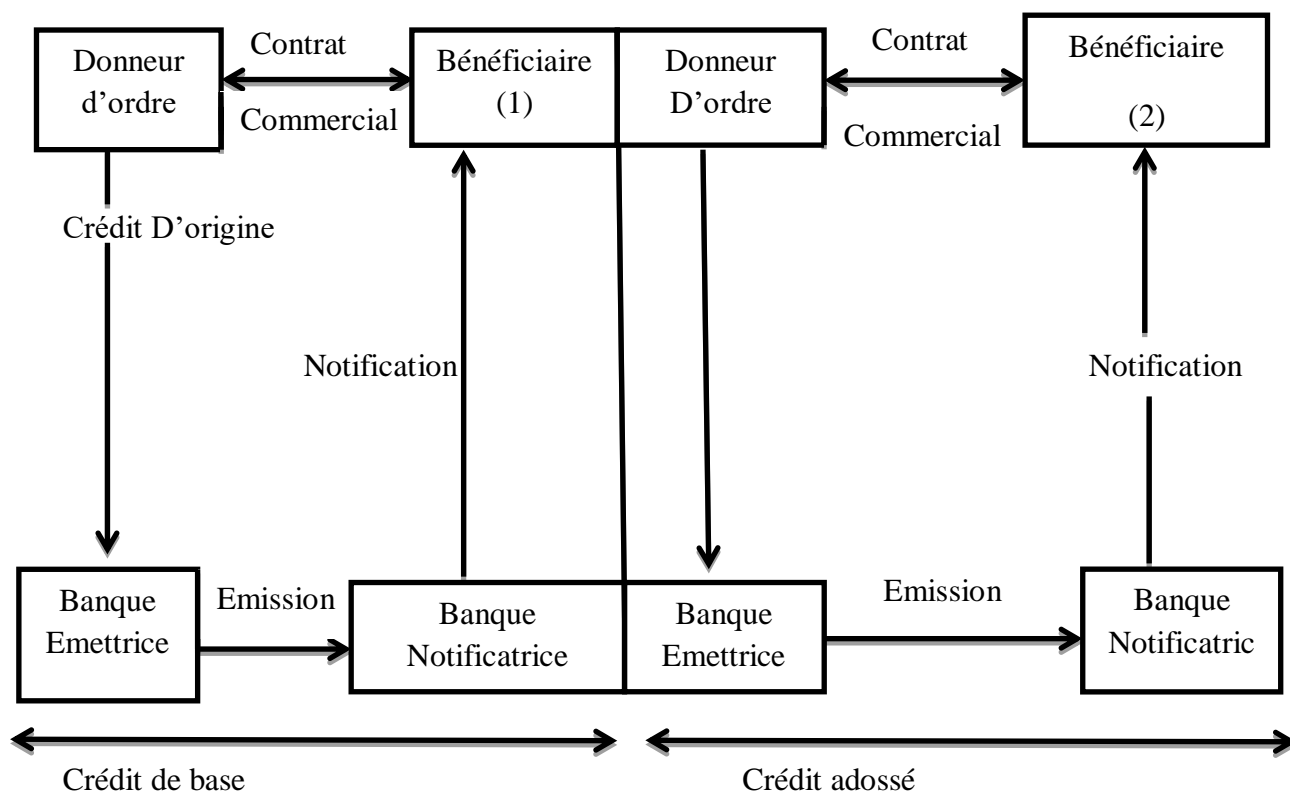 Donneur
d’ordre
Contrat
Commercial
Bénéficiaire
(1)
Donneur
D’ordre
Contrat
Commercial
Bénéficiaire
(2)
Crédit D’origine
Notification
Notification
Banque
Emettrice
Emission
Banque
Notificatrice
Banque
Emettrice
Emission
Banque
Notificatric
Crédit de base
Crédit adossé